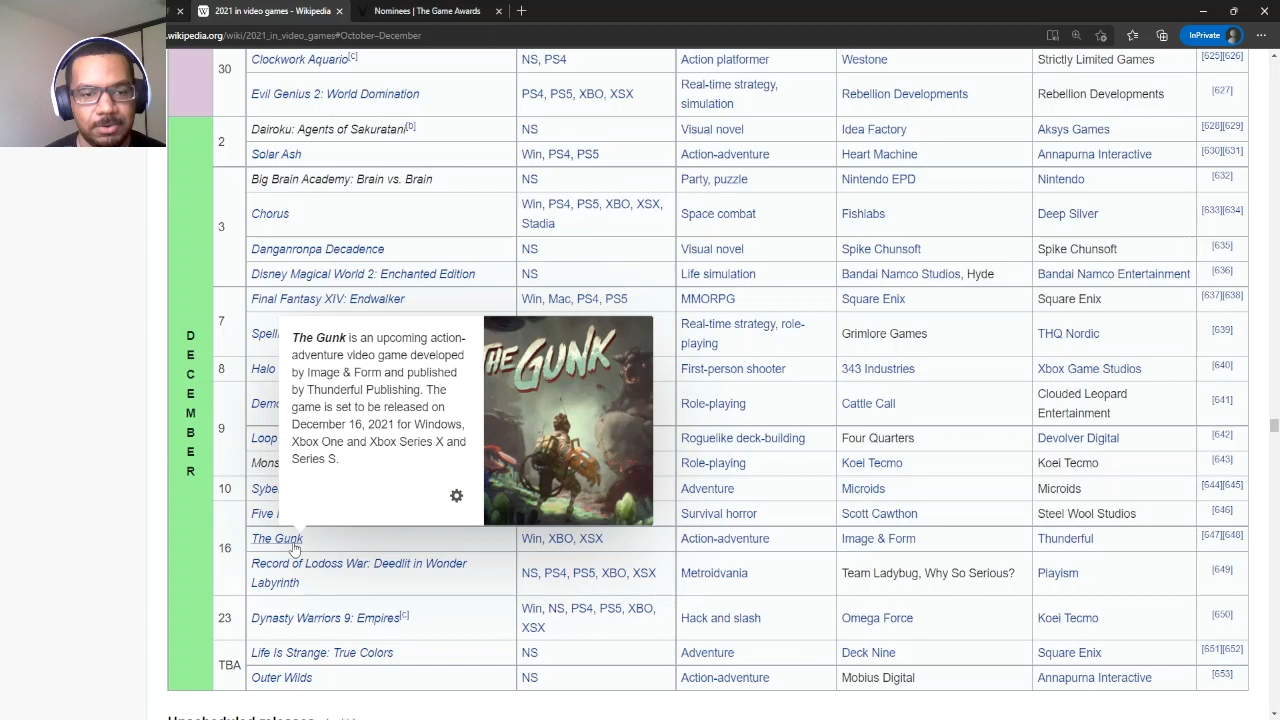 2021 in video games - Wikipedia
Nominees | The Game Awards
.wikipedia.org/wiki/2021_in_video_games#October–December
InPrivate
30
Clockwork Aquario[c]
NS, PS4
Action platformer
Westone
Strictly Limited Games
[625][626]
Evil Genius 2: World Domination
PS4, PS5, XBO, XSX
Real-time strategy,
simulation
Rebellion Developments
Rebellion Developments
[627]
DECEMBER
2
Dairoku: Agents of Sakuratani[b]
NS
Visual novel
Idea Factory
Aksys Games
[628][629]
Solar Ash
Win, PS4, PS5
Action-adventure
Heart Machine
Annapurna Interactive
[630][631]
3
Big Brain Academy: Brain vs. Brain
NS
Party, puzzle
Nintendo EPD
Nintendo
[632]
Chorus
Win, PS4, PS5, XBO, XSX,
Stadia
Space combat
Fishlabs
Deep Silver
[633][634]
Danganronpa Decadence
NS
Visual novel
Spike Chunsoft
Spike Chunsoft
[635]
Disney Magical World 2: Enchanted Edition
NS
Life simulation
Bandai Namco Studios, Hyde
Bandai Namco Entertainment
[636]
7
Final Fantasy XIV: Endwalker
Win, Mac, PS4, PS5
MMORPG
Square Enix
Square Enix
[637][638]
Spell
Real-time strategy, role-
playing
Grimlore Games
THQ Nordic
[639]
8
Halo
First-person shooter
343 Industries
Xbox Game Studios
[640]
9
Demo
Role-playing
Cattle Call
Clouded Leopard
Entertainment
[641]
Loop
Roguelike deck-building
Four Quarters
Devolver Digital
[642]
Mons
Role-playing
Koei Tecmo
Koei Tecmo
[643]
10
Sybe
Adventure
Microids
Microids
[644][645]
16
Five
Survival horror
Scott Cawthon
Steel Wool Studios
[646]
The Gunk
Win, XBO, XSX
Action-adventure
Image & Form
Thunderful
[647][648]
Record of Lodoss War: Deedlit in Wonder
Labyrinth
NS, PS4, PS5, XBO, XSX
Metroidvania
Team Ladybug, Why So Serious?
Playism
[649]
23
Dynasty Warriors 9: Empires[c]
Win, NS, PS4, PS5, XBO,
XSX
Hack and slash
Omega Force
Koei Tecmo
[650]
TBA
Life Is Strange: True Colors
NS
Adventure
Deck Nine
Square Enix
[651][652]
Outer Wilds
NS
Action-adventure
Mobius Digital
Annapurna Interactive
[653]
The Gunk is an upcoming action-
adventure video game developed
by Image & Form and published
by Thunderful Publishing. The
game is set to be released on
December 16, 2021 for Windows,
Xbox One and Xbox Series X and
Series S.
THE GUNK
Unscheduled releases